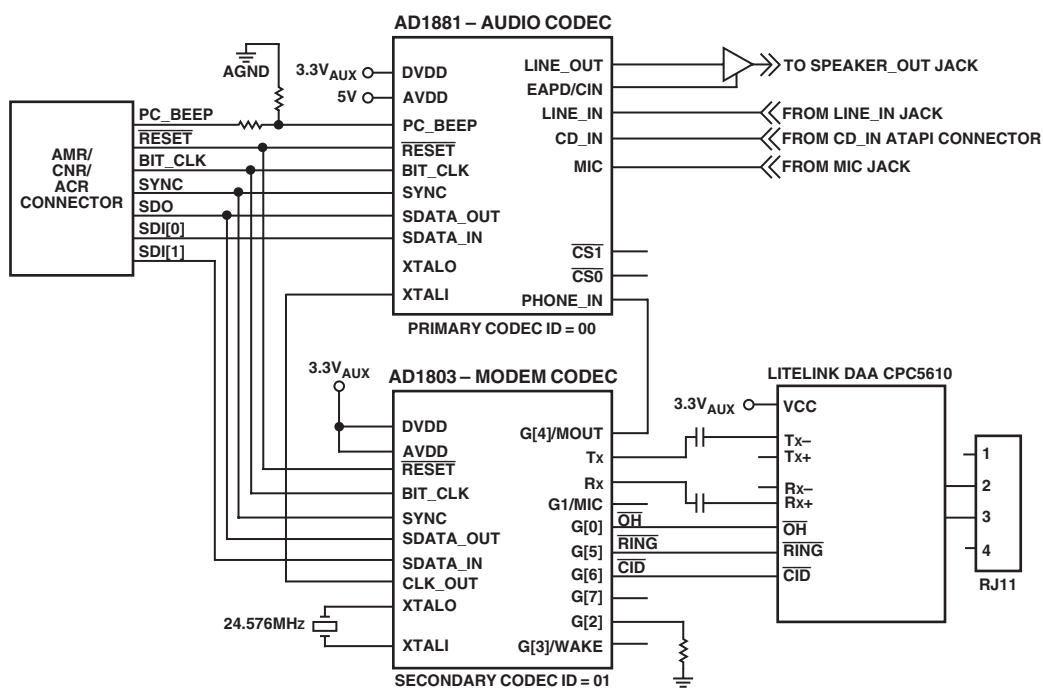 AD1881 – AUDIO CODEC
AGND
3.3VAUX
5V
DVDD
AVDD
PC_BEEP
RESET
BIT_CLK
SYNC
SDATA_OUT
SDATA_IN
XTALO
XTALI
LINE_OUT
EAPD/CIN
LINE_IN
CD_IN
MIC
CS1
CS0
PHONE_IN
TO SPEAKER_OUT JACK
FROM LINE_IN JACK
FROM CD_IN ATAPI CONNECTOR
FROM MIC JACK
AMR/
CNR/
ACR
CONNECTOR
PC_BEEP
RESET
BIT_CLK
SYNC
SDO
SDI[0]
SDI[1]
PRIMARY CODEC ID = 00
3.3VAUX
AD1803 – MODEM CODEC
DVDD
AVDD
RESET
BIT_CLK
SYNC
SDATA_OUT
SDATA_IN
CLK_OUT
XTALO
XTALI
24.576MHz
G[4]/MOUT
Tx
Rx
G1/MIC
G[0]
G[5]
G[6]
G[7]
G[2]
G[3]/WAKE
OH
RING
CID
SECONDARY CODEC ID = 01
LITELINK DAA CPC5610
3.3VAUX
VCC
Tx–
Tx+
Rx–
Rx+
OH
RING
CID
1
2
3
4
RJ11